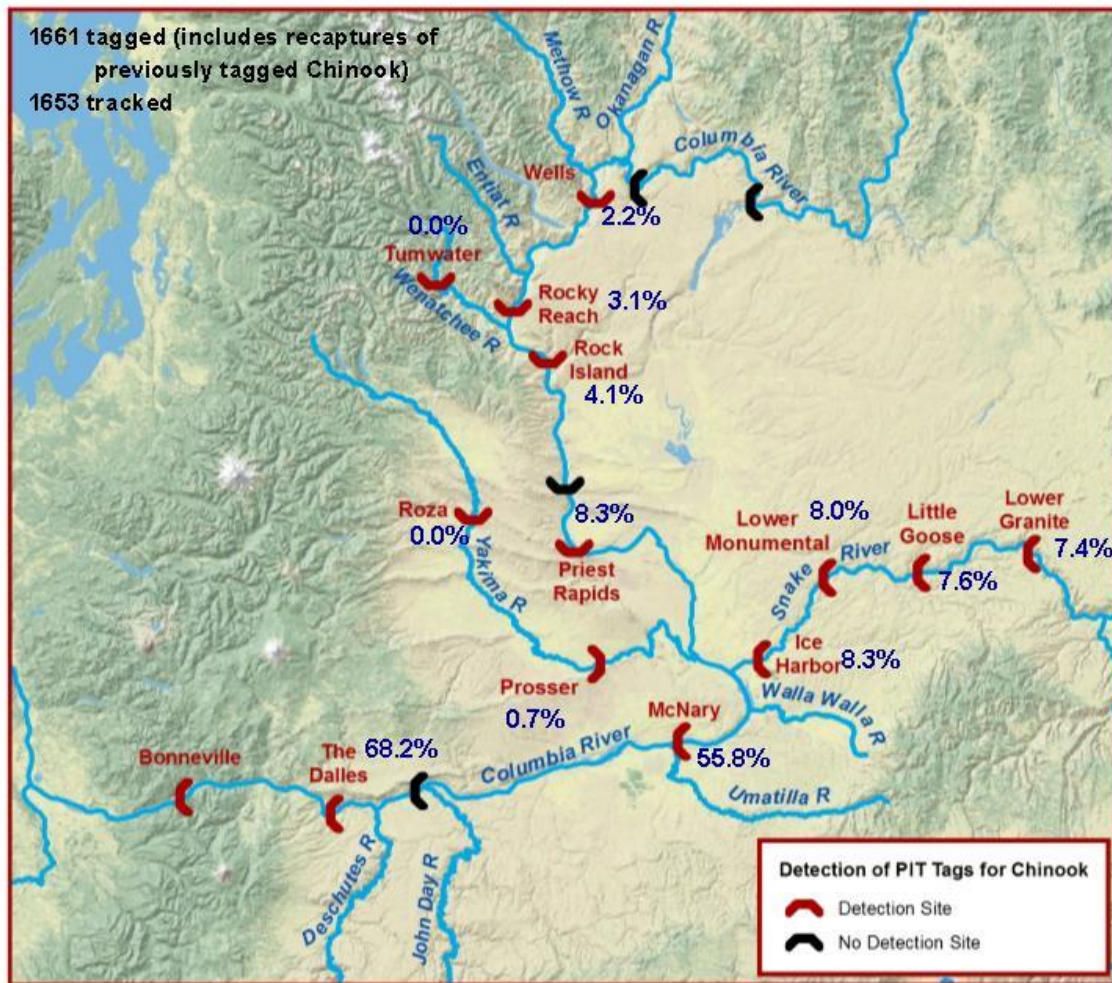 1661 tagged (includes recaptures of
previously tagged Chinook)
1653 tracked
Methow R
Okanagan R
Columbia River
Entiat R
Wells
2.2%
0.0%
Tumwater
Wenatchee R
Rocky
Reach
3.1%
Rock
Island
4.1%
Roza
0.0%
Yakima R
8.3%
Priest
Rapids
Lower
Monumental
8.0%
Little
Goose
7.6%
Lower
Granite
7.4%
Snake River
Ice
Harbor
8.3%
Walla Walla R
Prosser
0.7%
McNary
55.8%
Umatilla R
Columbia River
Bonneville
The
Dalles
68.2%
Deschutes R
John Day R
Detection of PIT Tags for Chinook
Detection Site
No Detection Site